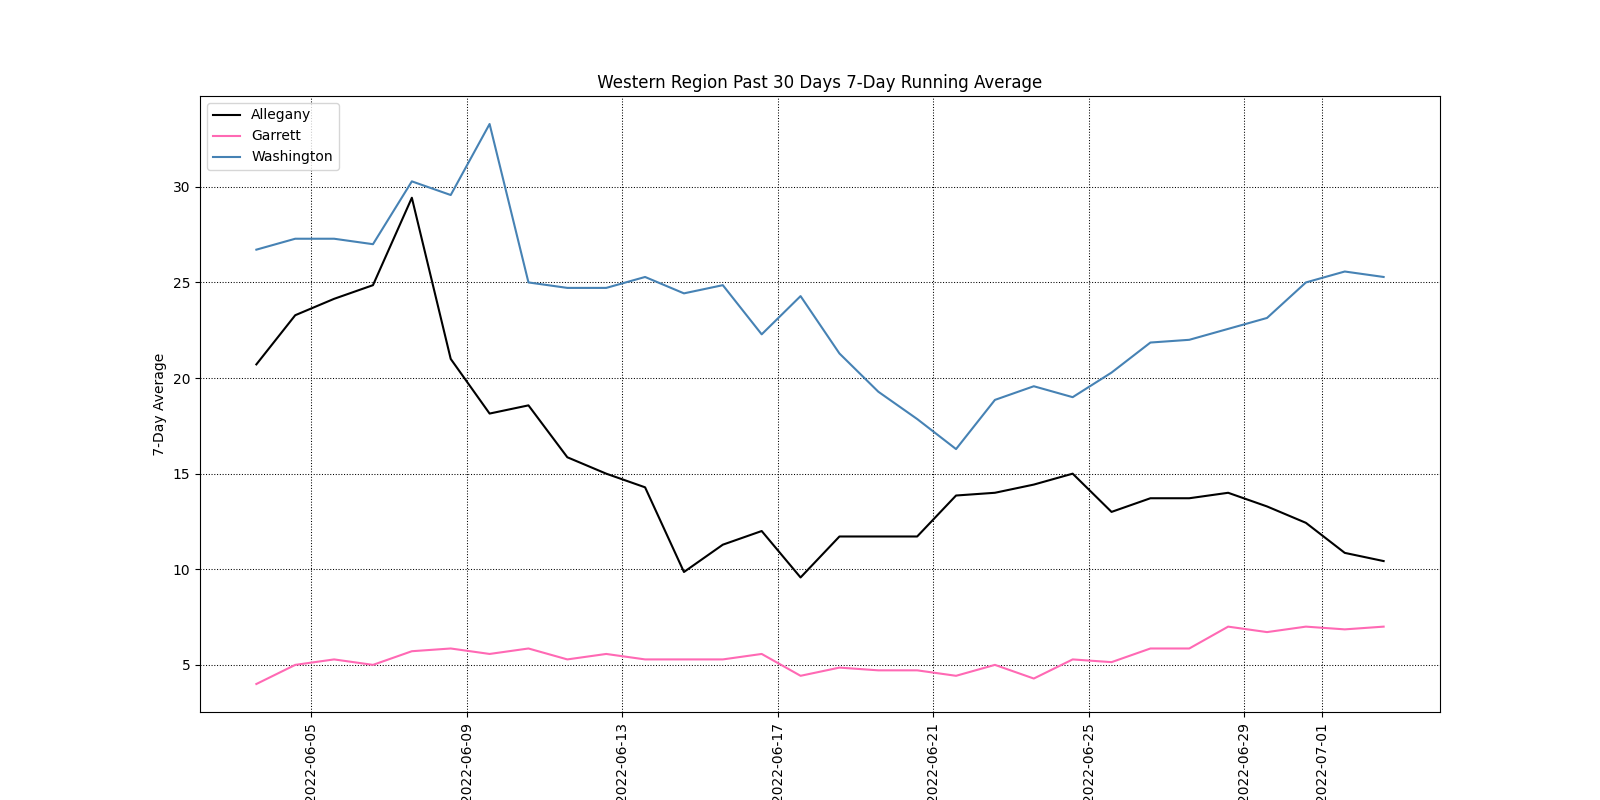 Western Region Past 30 Days 7-Day Running Average
Allegany
Garrett
Washington
7-Day Average
30
25
20
15
10
5
2022-06-05
2022-06-09
2022-06-13
2022-06-17
2022-06-21
2022-06-25
2022-06-29
2022-07-01